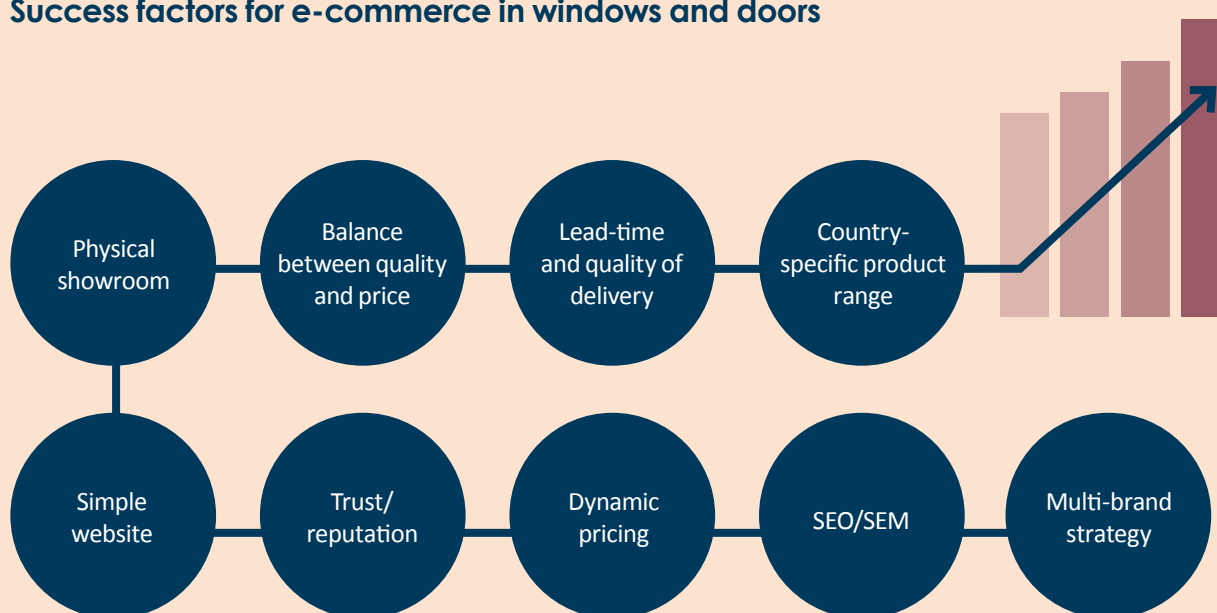 Success factors for e-commerce in windows and doors
Physical
showroom
Balance
between quality
and price
Lead-time
and quality of
delivery
Country-
specific product
range
Simple
website
Trust/
reputation
Dynamic
pricing
SEO/SEM
Multi-brand
strategy